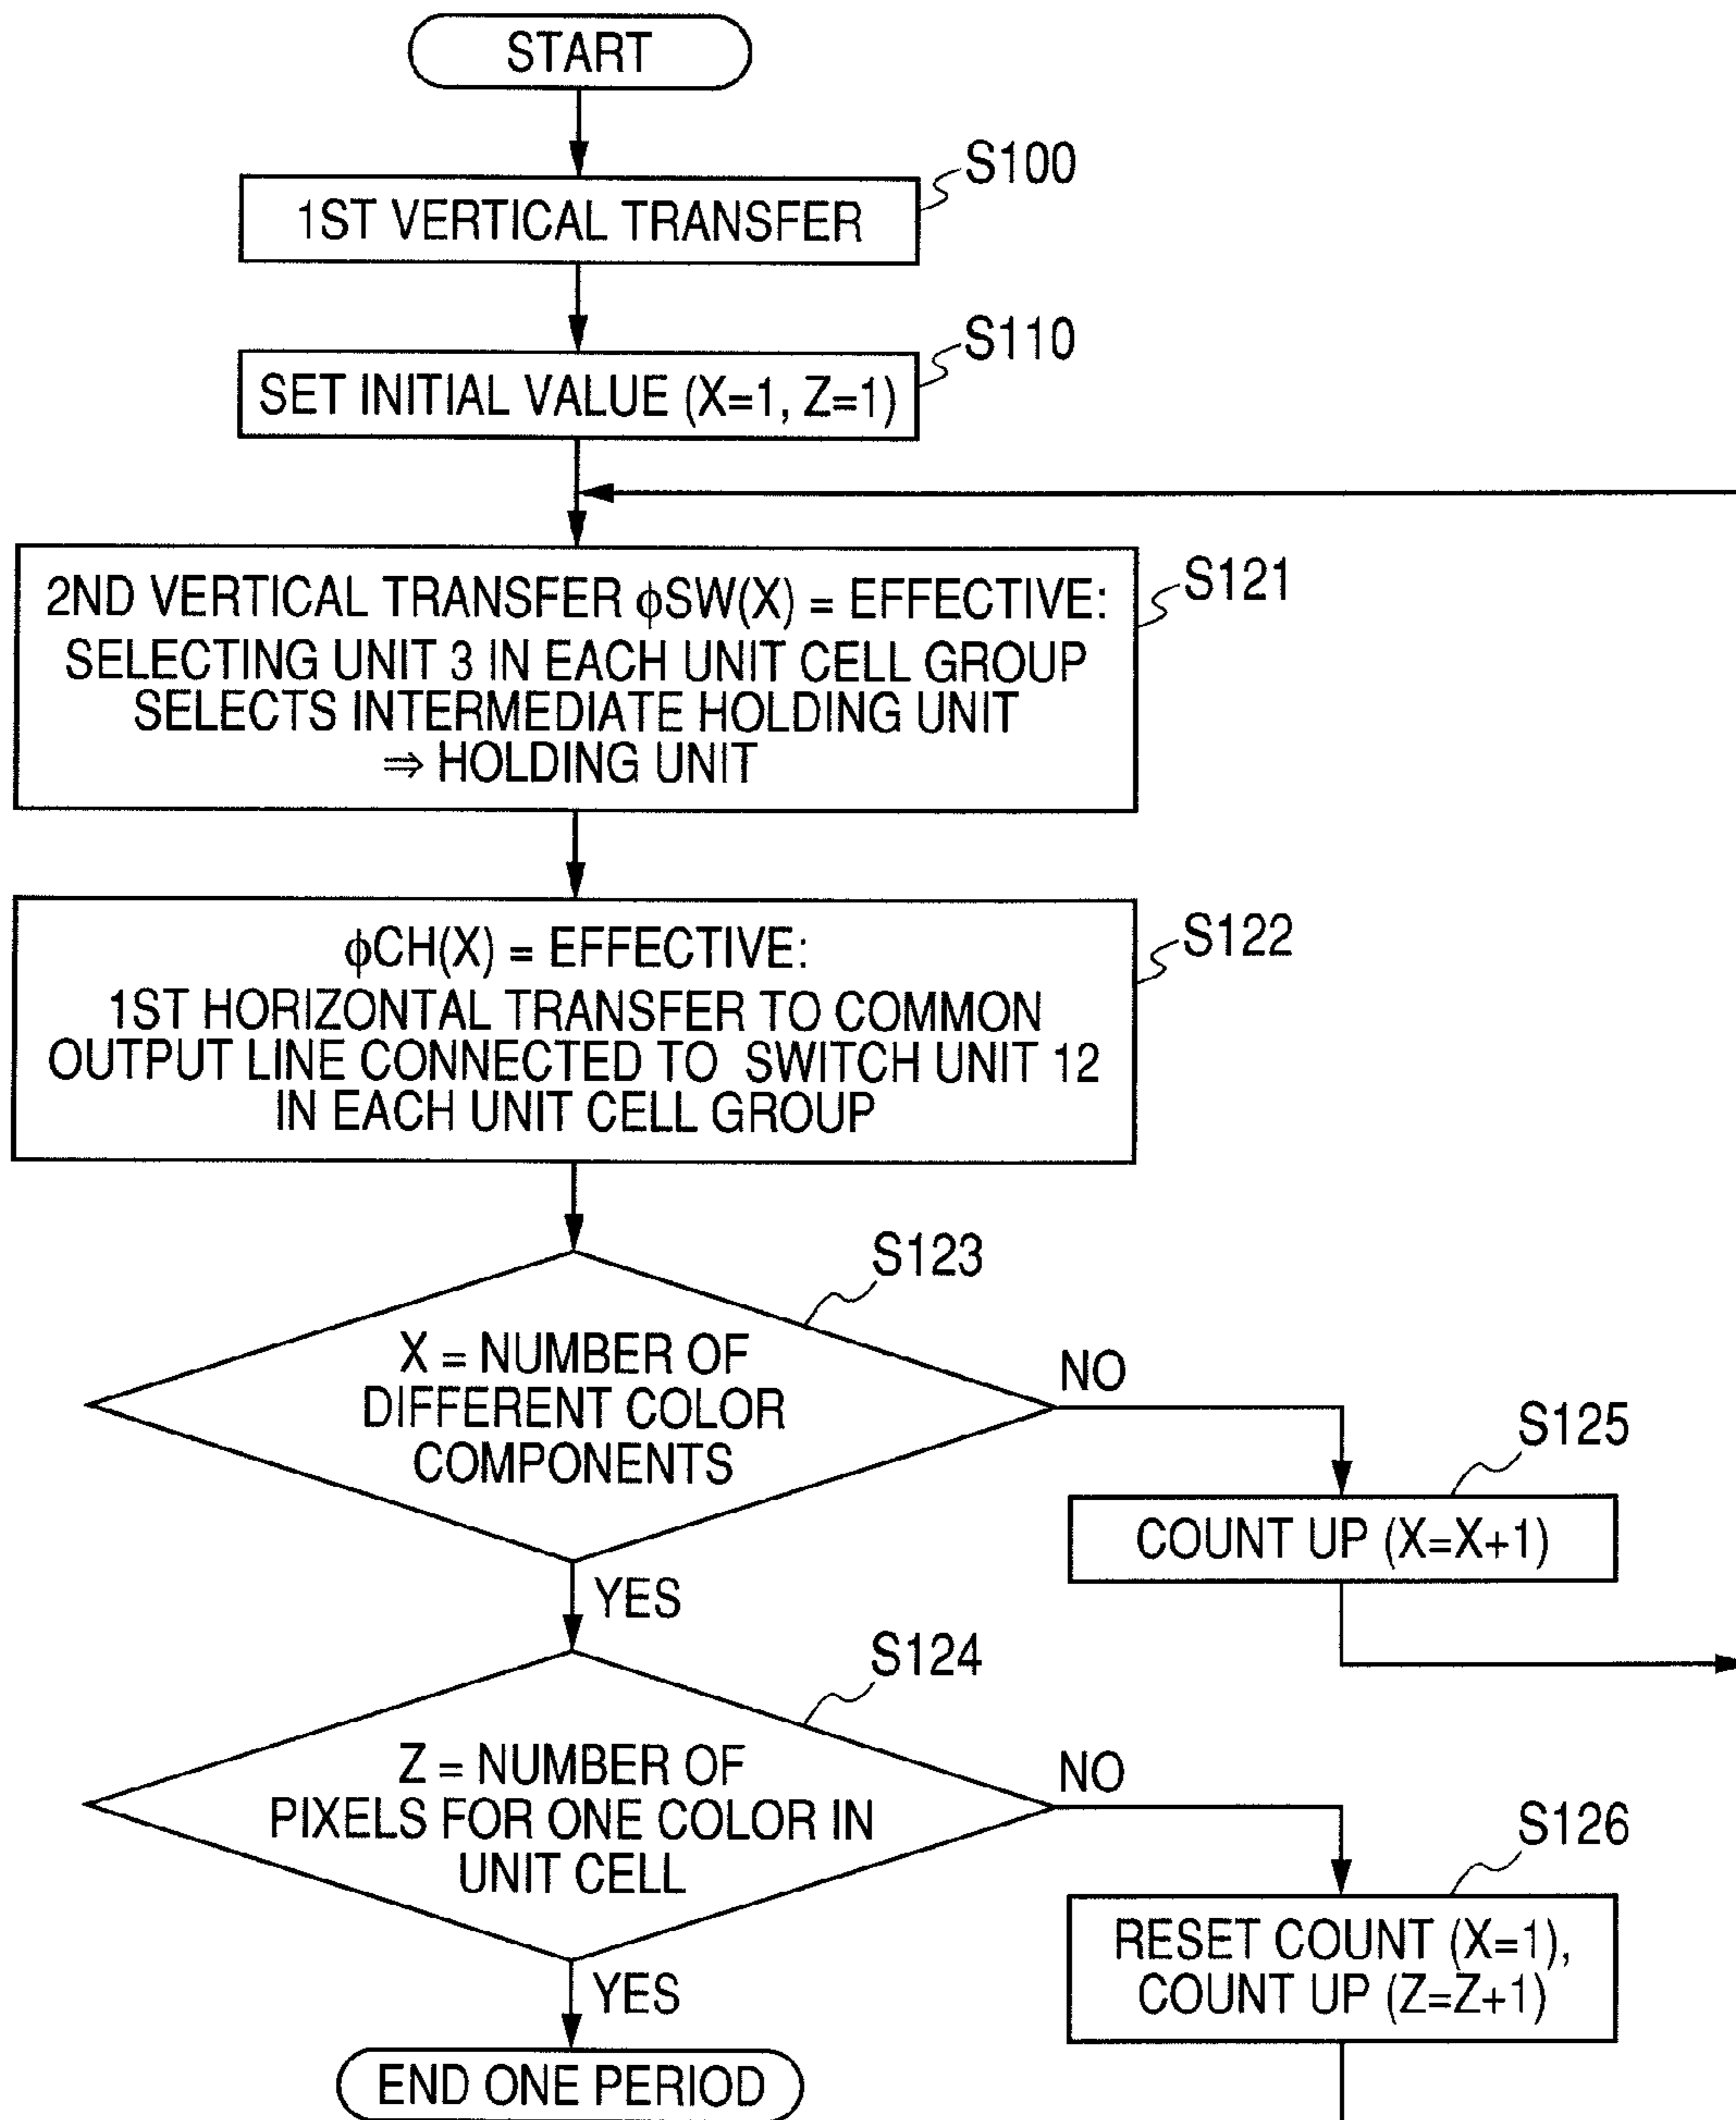 START
S100
1ST VERTICAL TRANSFER
S110
SET INITIAL VALUE (X=1, Z=1)
S121
2ND VERTICAL TRANSFER ϕSW(X) = EFFECTIVE:
SELECTING UNIT 3 IN EACH UNIT CELL GROUP
SELECTS INTERMEDIATE HOLDING UNIT
⇒ HOLDING UNIT
S122
ϕCH(X) = EFFECTIVE:
1ST HORIZONTAL TRANSFER TO COMMON
OUTPUT LINE CONNECTED TO SWITCH UNIT 12
IN EACH UNIT CELL GROUP
S123
X = NUMBER OF
DIFFERENT COLOR
COMPONENTS
NO
S125
COUNT UP (X=X+1)
YES
S124
Z = NUMBER OF
PIXELS FOR ONE COLOR IN
UNIT CELL
NO
S126
RESET COUNT (X=1),
COUNT UP (Z=Z+1)
YES
END ONE PERIOD